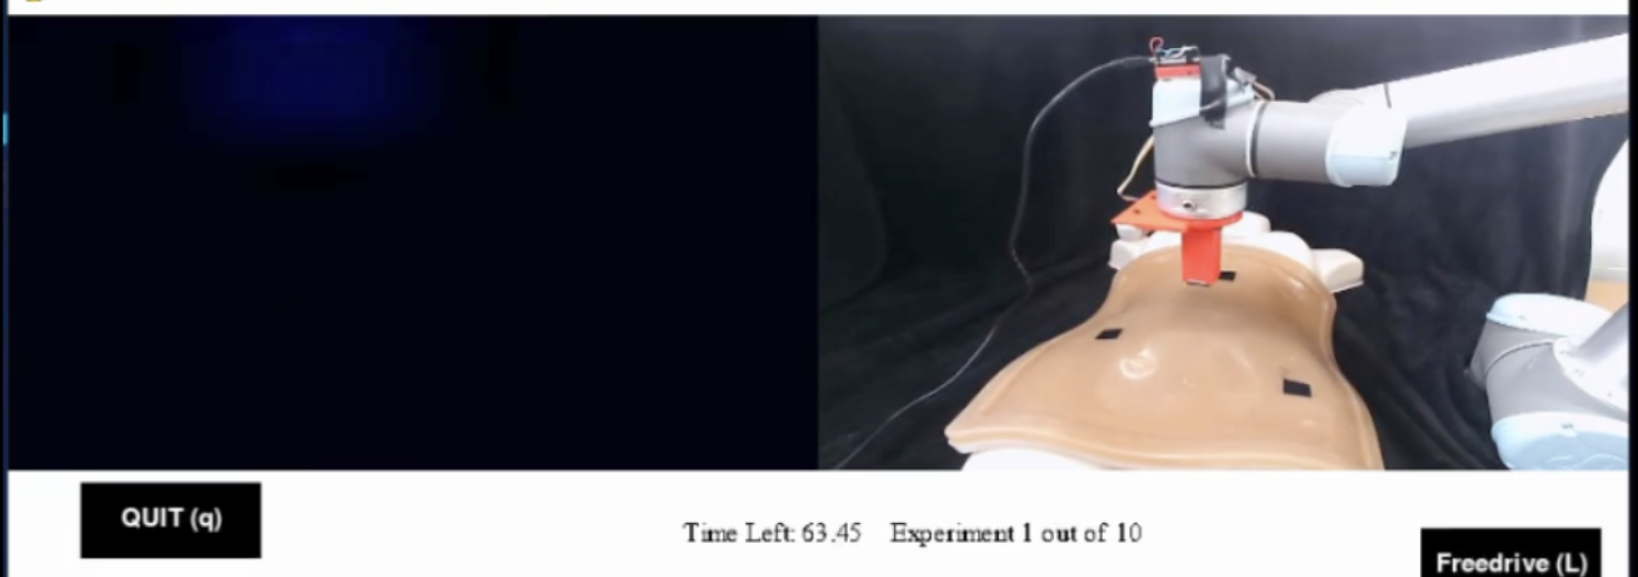 QUIT (q)
Time Left: 63.45 Experiment 1 out of 10
Freedrive (L)